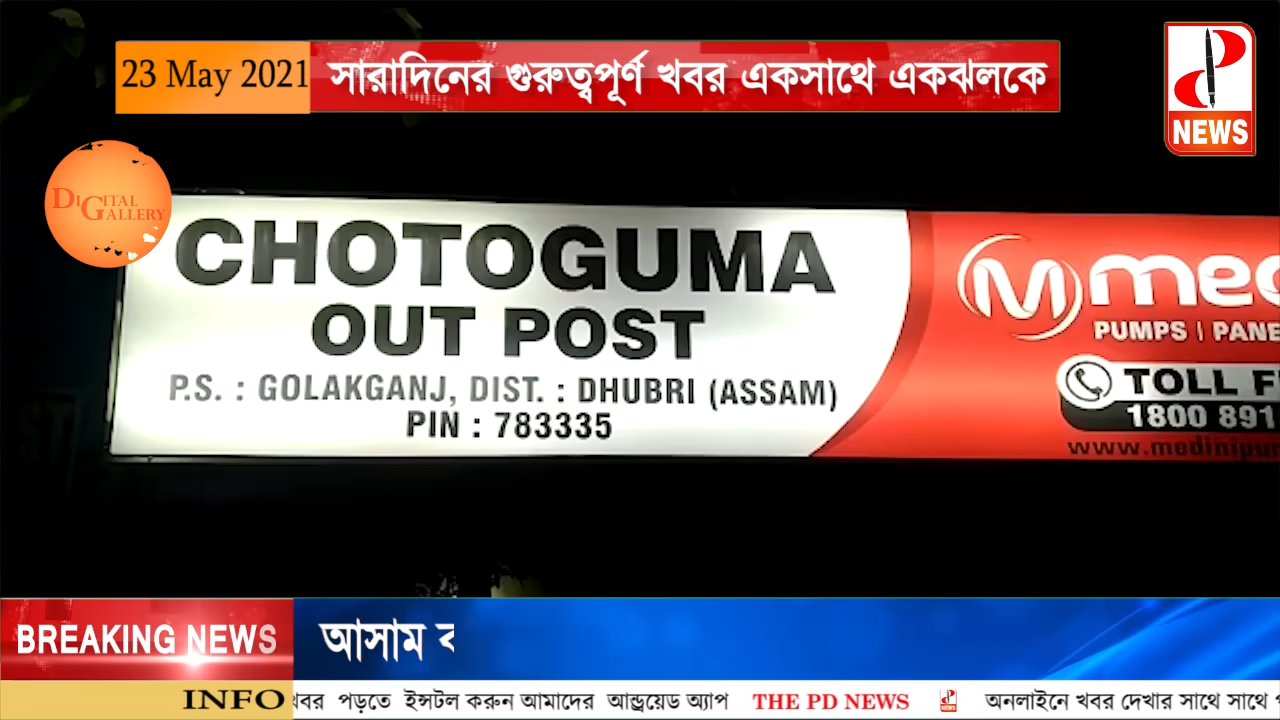 23 May 2021 সারাদিনের গুরুত্বপূর্ণ খবর একসাথে একঝলকে
P
NEWS
DIGITAL
GALLERY
CHOTOGUMA
OUT POST
P.S. : GOLAKGANJ, DIST. : DHUBRI (ASSAM)
PIN : 783335
PUMPS |
TOLL
1800 891
BREAKING NEWS আসাম
INFO পড়তে ইন্সটল করুন আমাদের আন্ড্রয়েড অ্যাপ THE PD NEWS NEWS অনলাইনে খবর দেখার সাথে সাথে